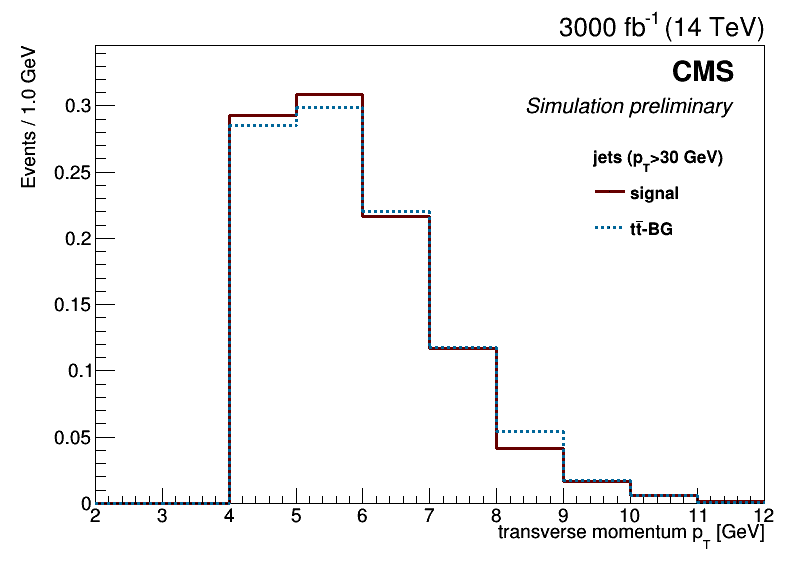 3000 fb⁻¹ (14 TeV)
CMS
Simulation preliminary
jets (p_T>30 GeV)
signal
tt̄-BG
Events / 1.0 GeV
0.3
0.25
0.2
0.15
0.1
0.05
0
2 3 4 5 6 7 8 9 10 11 12
transverse momentum p_T [GeV]